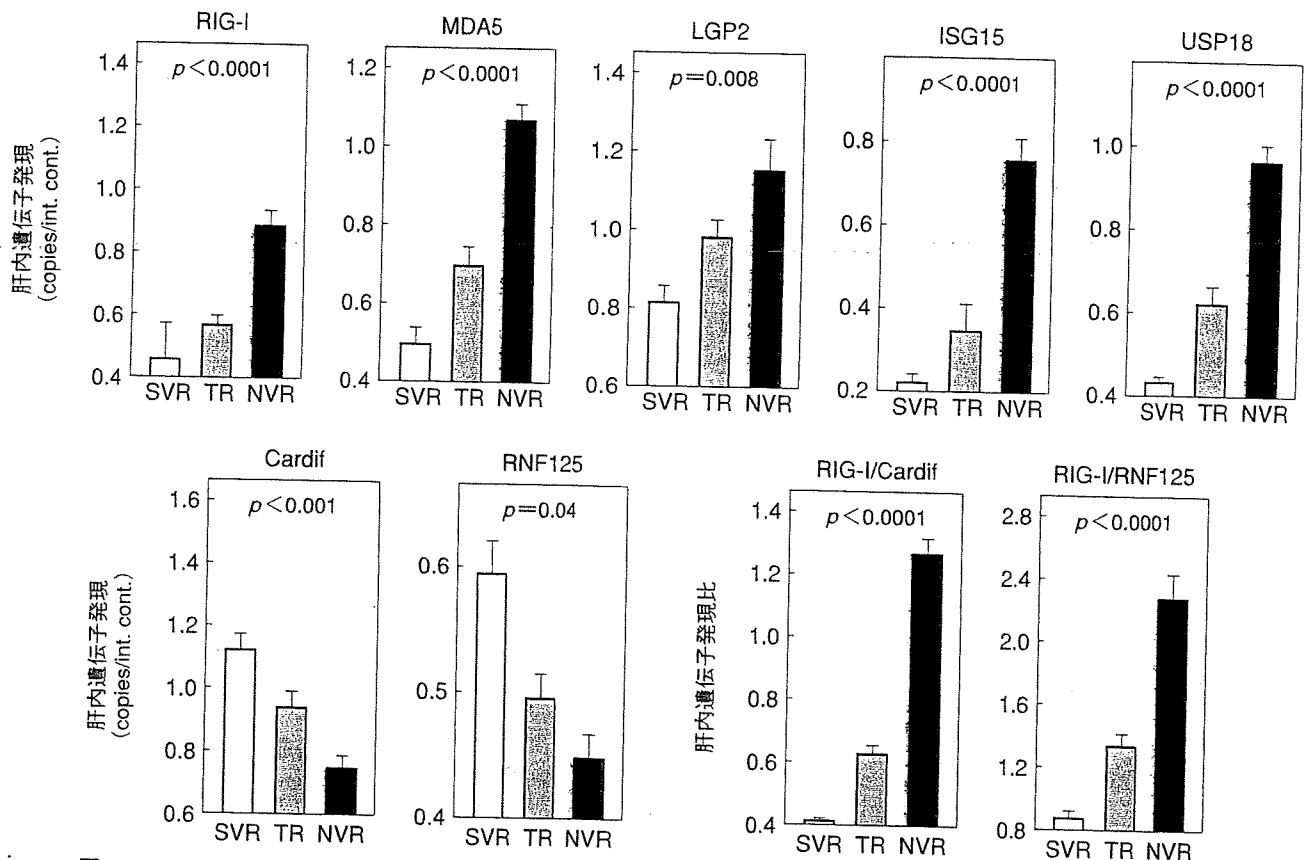 RIG-I
MDA5
LGP2
ISG15
USP18
肝内遺伝子発現
(copies/int. cont.)
1.4
1.2
1.0
0.8
0.6
0.4
p<0.0001
SVR TR NVR
1.2
1.0
0.8
0.6
0.4
p<0.0001
SVR TR NVR
1.4
1.2
1.0
0.8
0.6
p=0.008
SVR TR NVR
0.8
0.6
0.4
0.2
p<0.0001
SVR TR NVR
1.0
0.8
0.6
0.4
p<0.0001
SVR TR NVR
Cardif
RNF125
RIG-I/Cardif
RIG-I/RNF125
肝内遺伝子発現
(copies/int. cont.)
1.6
1.4
1.2
1.0
0.8
0.6
p<0.001
SVR TR NVR
0.6
0.5
0.4
p=0.04
SVR TR NVR
肝内遺伝子発現比
1.4
1.2
1.0
0.8
0.6
0.4
p<0.0001
SVR TR NVR
2.8
2.4
2.0
1.6
1.2
0.8
p<0.0001
SVR TR NVR